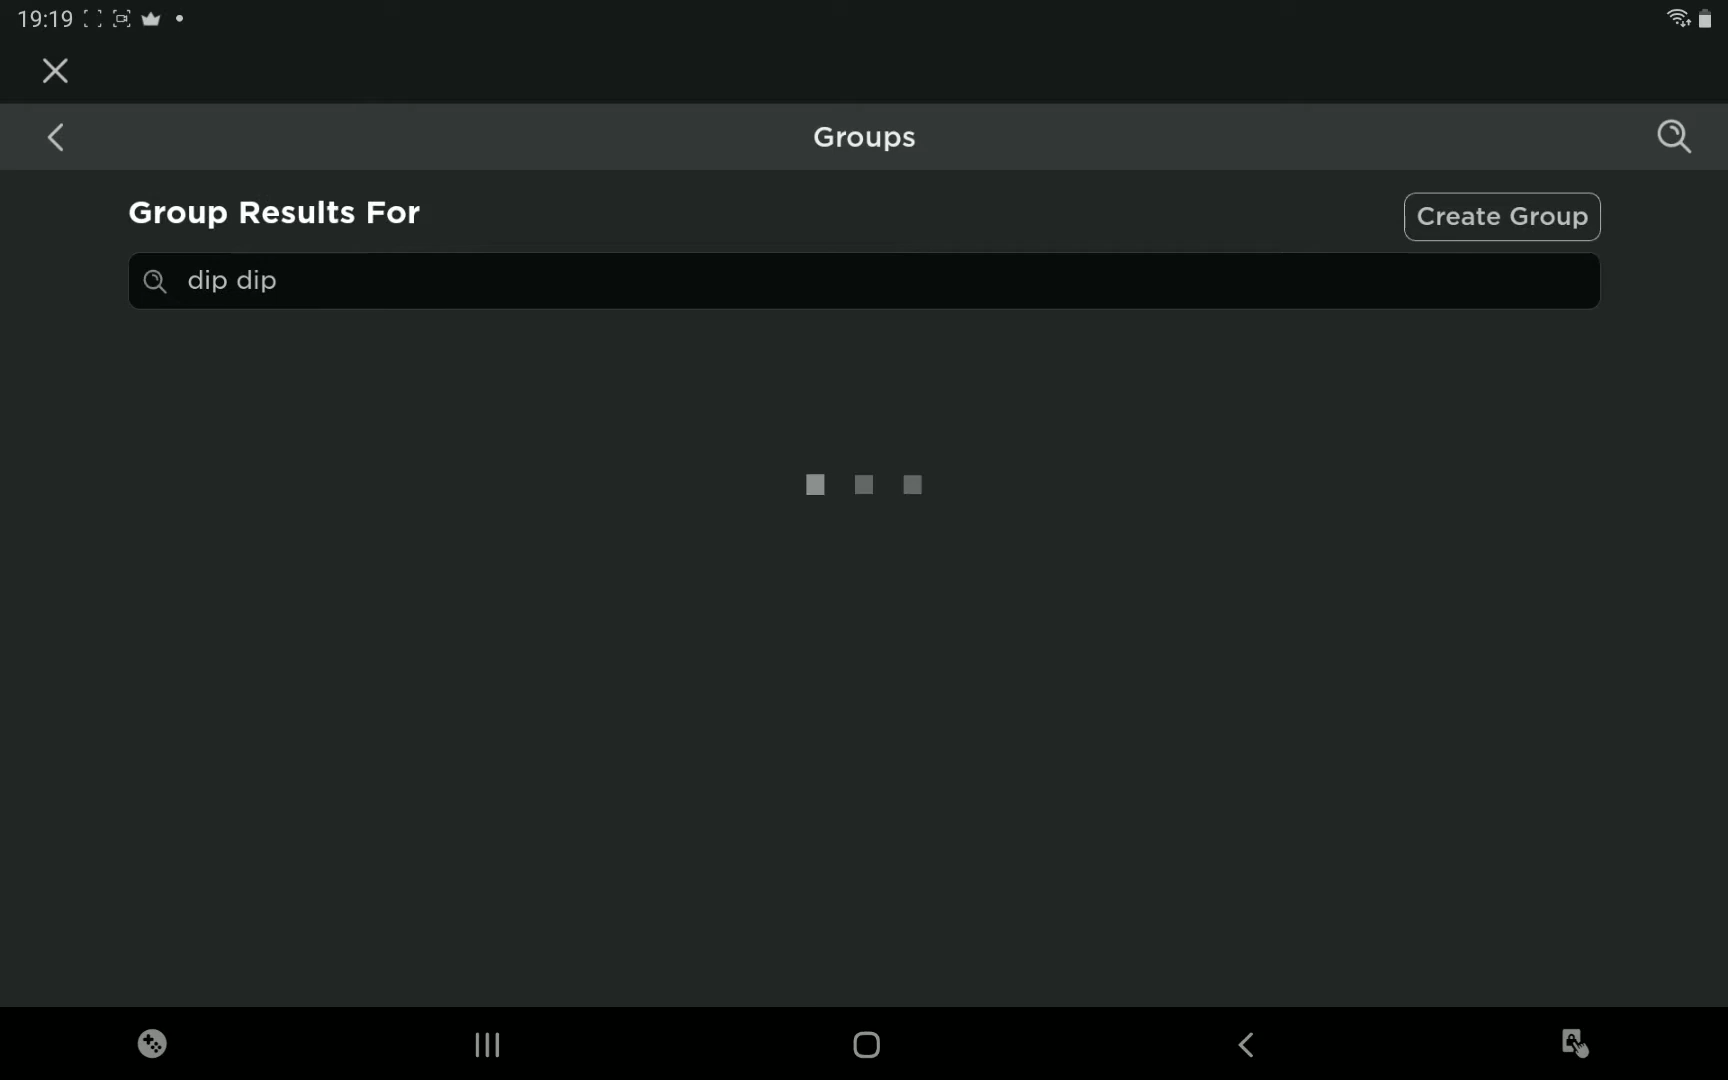 19:19
Groups
Group Results For
Create Group
dip dip